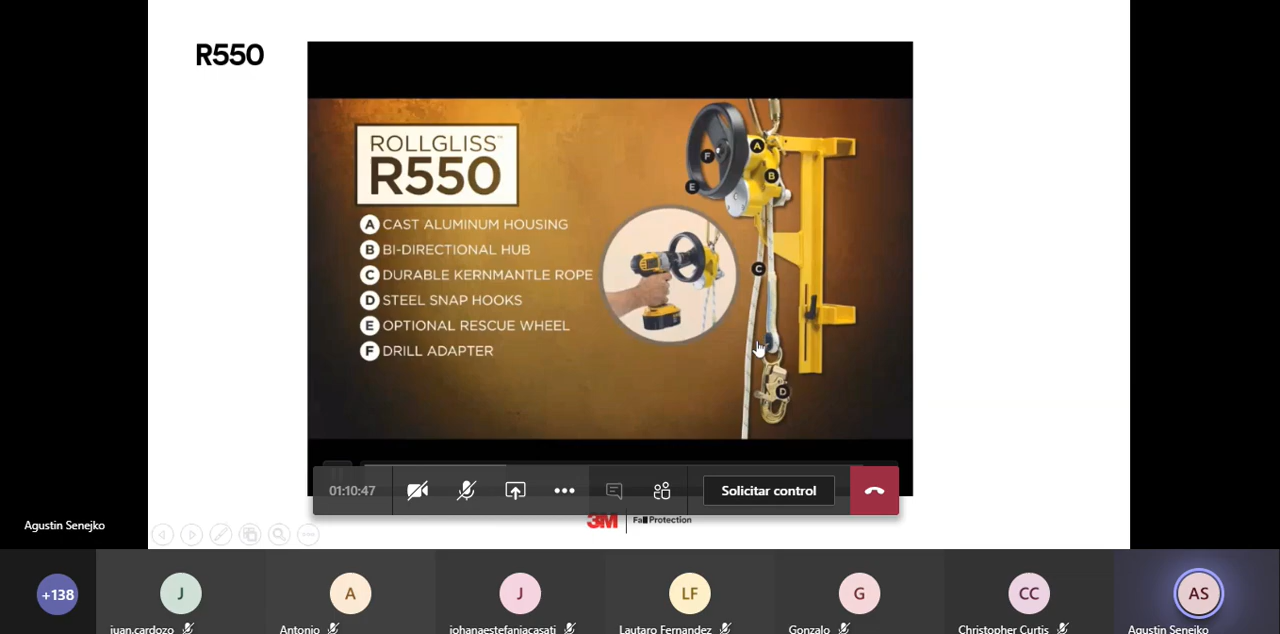 R550
ROLLGLISS™
R550
A CAST ALUMINUM HOUSING
B BI-DIRECTIONAL HUB
C DURABLE KERNMANTLE ROPE
D STEEL SNAP HOOKS
E OPTIONAL RESCUE WHEEL
F DRILL ADAPTER
A
F
B
E
C
D
01:10:47
Solicitar control
3M Fall Protection
Agustin Senejko
+138
J
A
J
LF
G
CC
AS
juan.cardozo
Antonio
johanaestefaniacasati
Lautaro Fernandez
Gonzalo
Christopher Curtis
Agustin Senejko